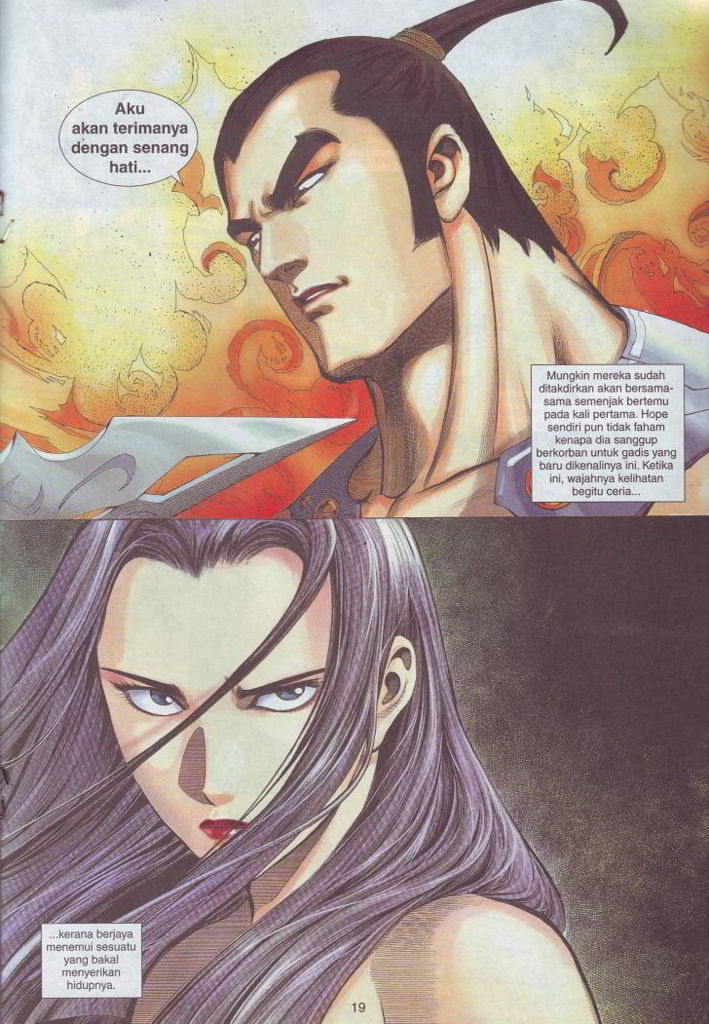 Aku
akan terimanya
dengan senang
hati...
Mungkin mereka sudah
ditakdirkan akan bersama-
sama semenjak bertemu
pada kali pertama. Hope
sendiri pun tidak faham
kenapa dia sanggup
berkorban untuk gadis yang
baru dikenalinya ini. Ketika
ini, wajahnya kelihatan
begitu ceria...
...kerana berjaya
menemui sesuatu
yang bakal
menyerikan
hidupnya.
19